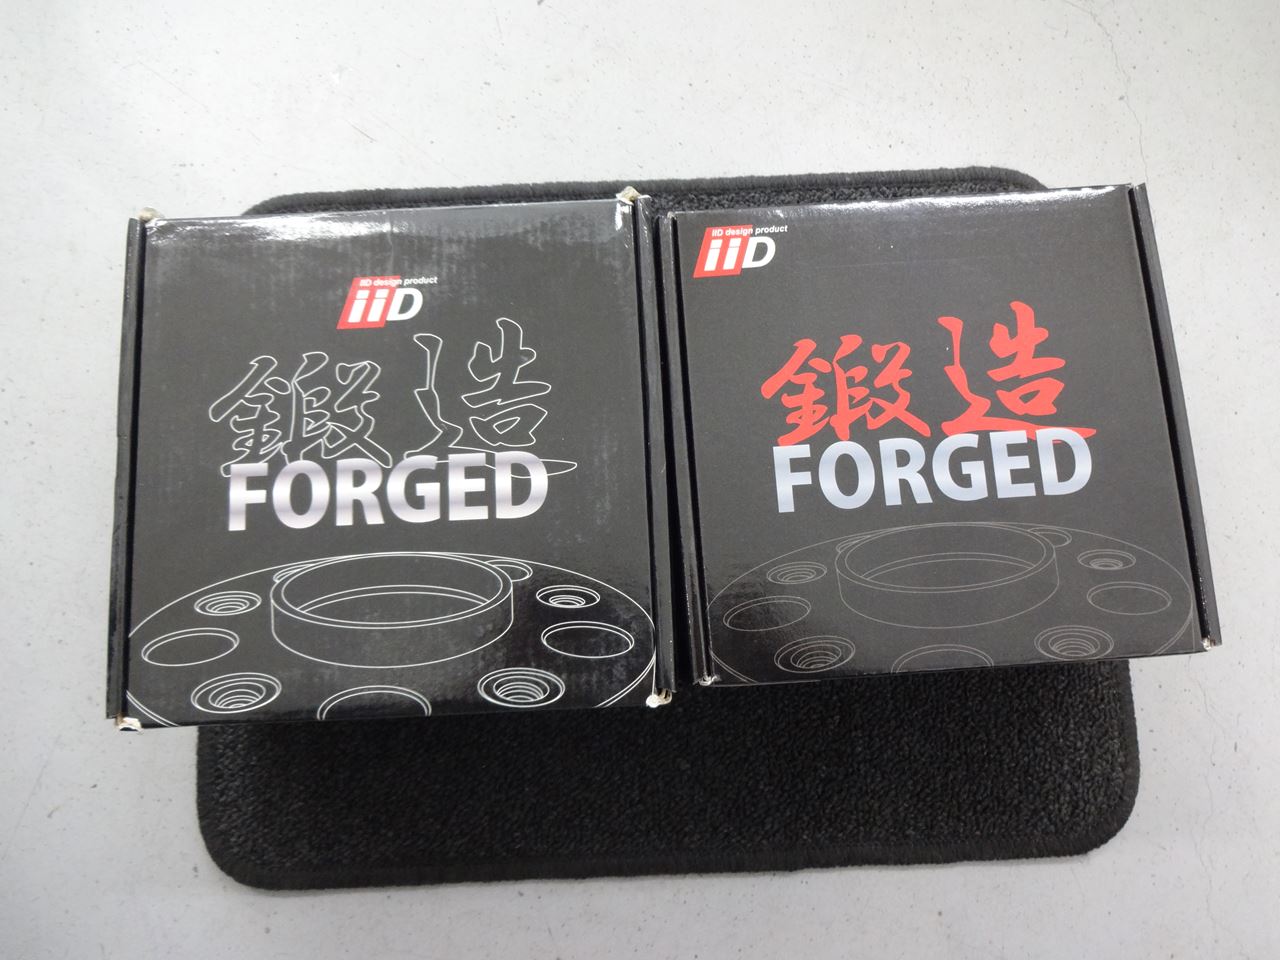 iiD design product
iiD
鍛造
FORGED
iiD design product
iiD
鍛造
FORGED